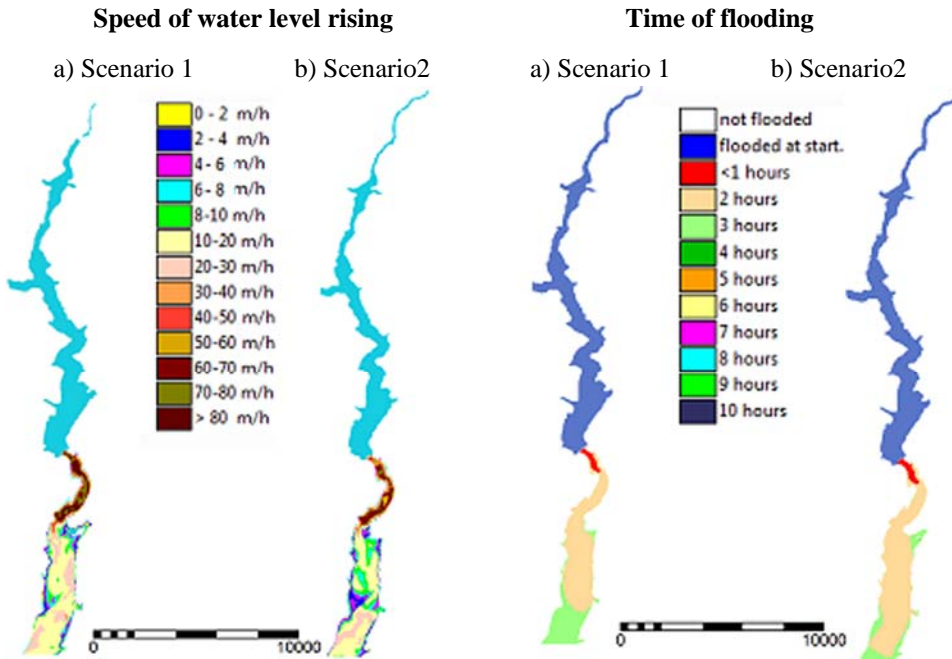 Speed of water level rising
a) Scenario 1
b) Scenario2
0 - 2 m/h
2 - 4 m/h
4 - 6 m/h
6 - 8 m/h
8-10 m/h
10-20 m/h
20-30 m/h
30-40 m/h
40-50 m/h
50-60 m/h
60-70 m/h
70-80 m/h
> 80 m/h
0
10000
Time of flooding
a) Scenario 1
b) Scenario2
not flooded
flooded at start.
<1 hours
2 hours
3 hours
4 hours
5 hours
6 hours
7 hours
8 hours
9 hours
10 hours
0
10000